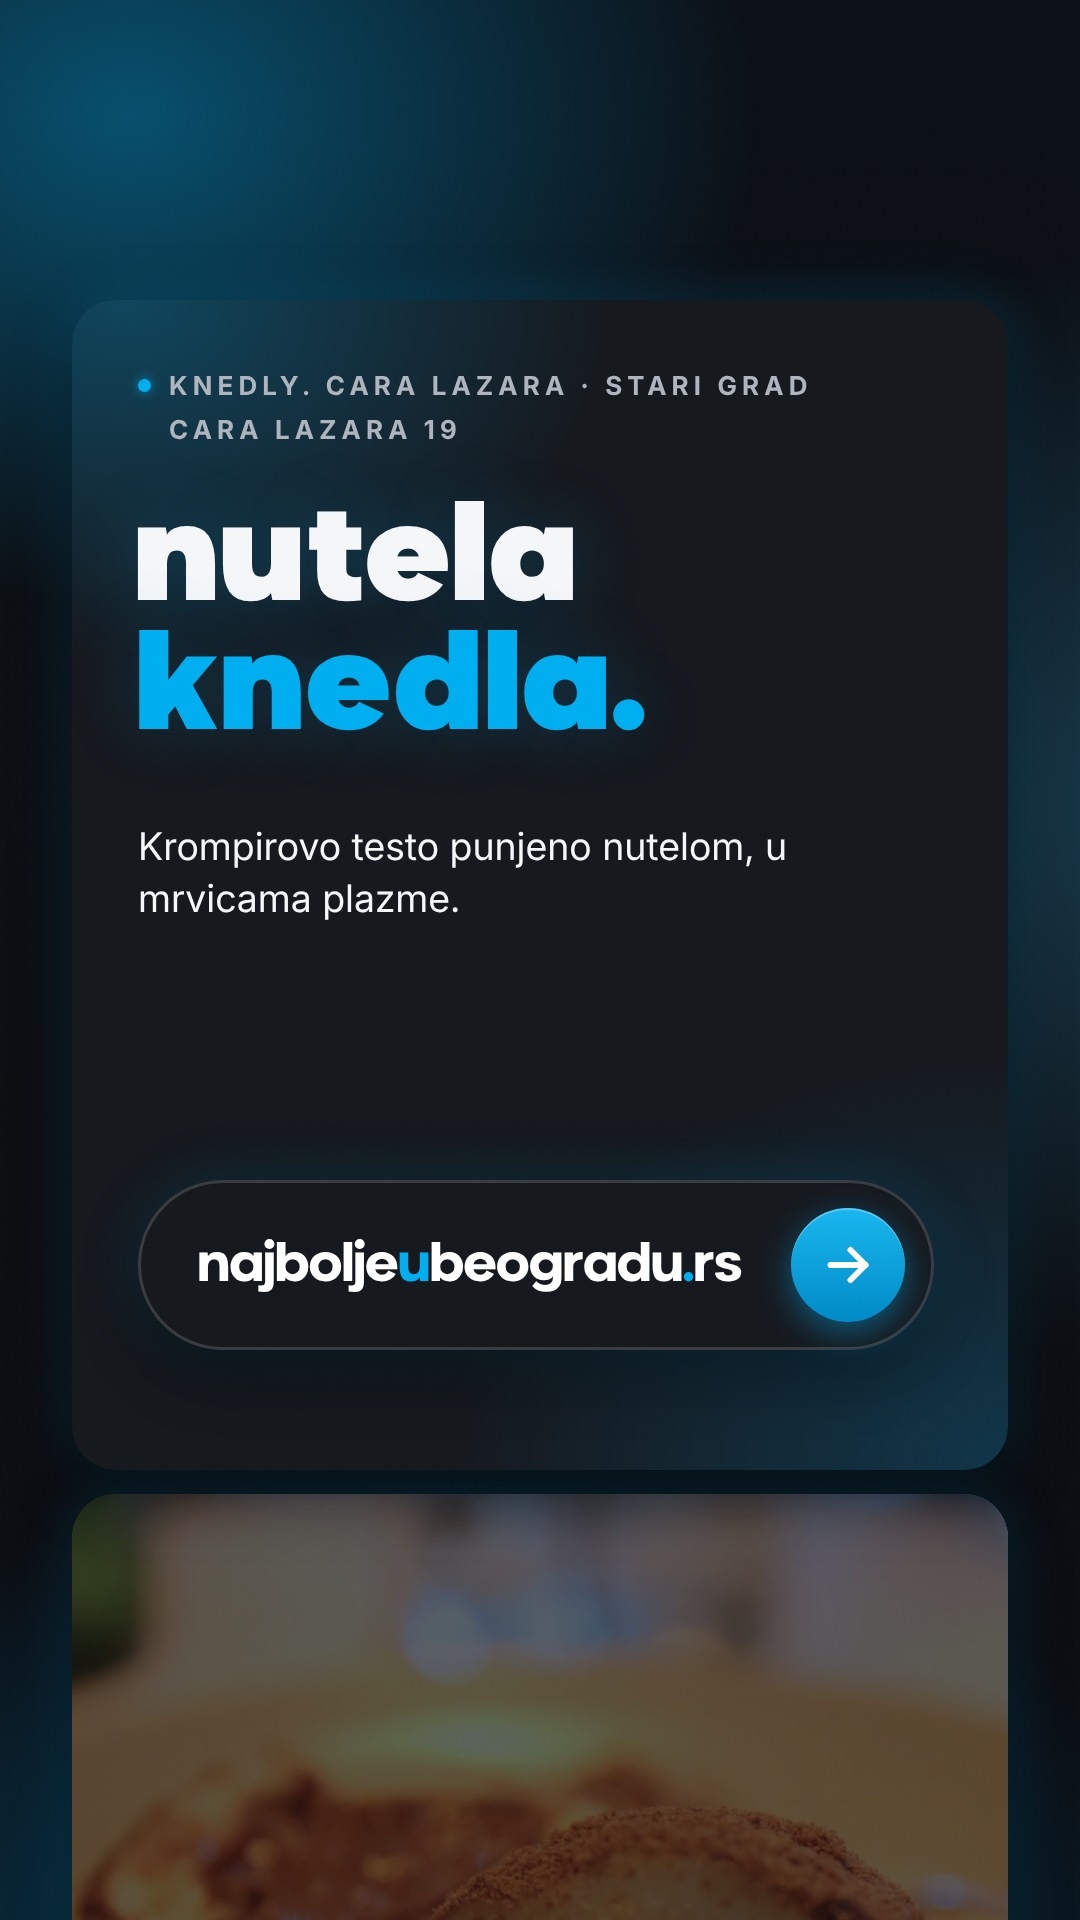 KNEDLY. CARA LAZARA · STARI GRAD
CARA LAZARA 19
nutela
knedla.
Krompirovo testo punjeno nutelom, u
mrvicama plazme.
najboljeubeogradu.rs